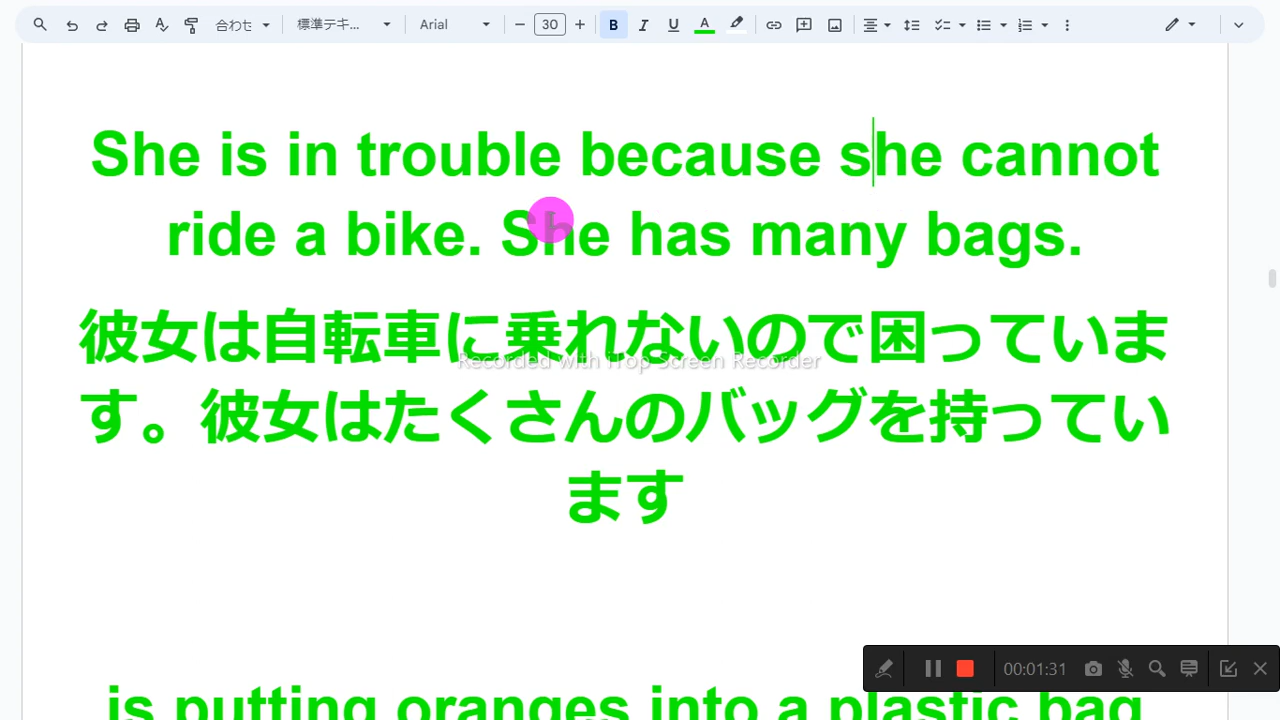 合わせ
標準テキ...
Arial
30
B
I
U
A
She is in trouble because she cannot
ride a bike. She has many bags.
彼女は自転車に乗れないので困っていま
す。彼女はたくさんのバッグを持ってい
ます
Recorded with iTop Screen Recorder
00:01:31
is putting oranges into a plastic bag